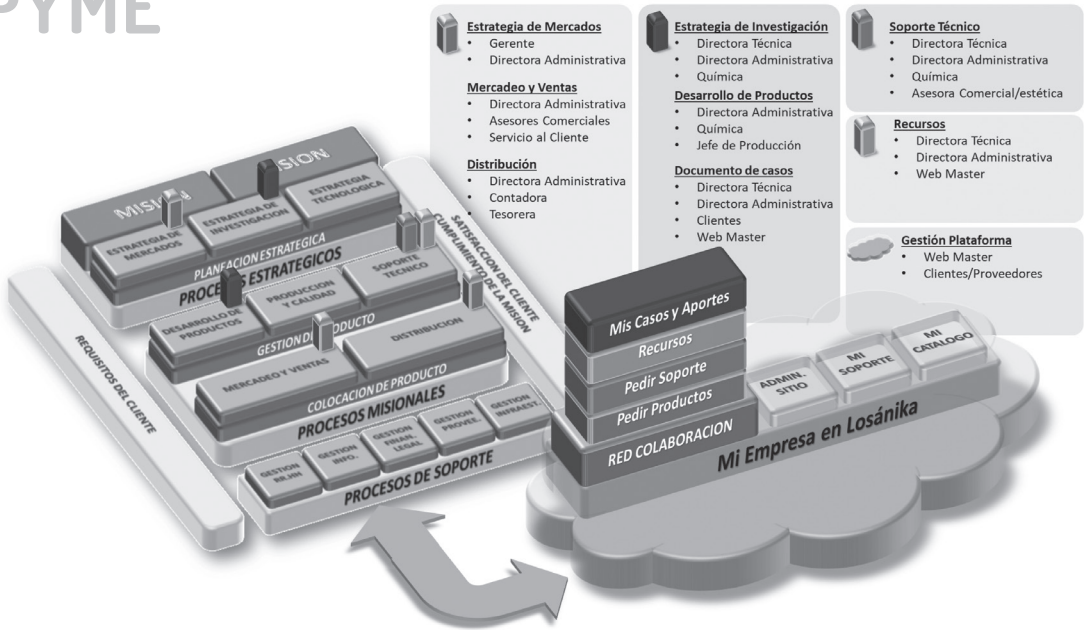 PYME
Estrategia de Mercados
• Gerente
• Directora Administrativa
Mercadeo y Ventas
• Directora Administrativa
• Asesores Comerciales
• Servicio al Cliente
Distribución
• Directora Administrativa
• Contadora
• Tesorera
Estrategia de Investigación
• Directora Técnica
• Directora Administrativa
• Química
Desarrollo de Productos
• Directora Administrativa
• Química
• Jefe de Producción
Documento de casos
• Directora Técnica
• Directora Administrativa
• Clientes
• Web Master
Soporte Técnico
• Directora Técnica
• Directora Administrativa
• Química
• Asesora Comercial/estética
Recursos
• Directora Técnica
• Directora Administrativa
• Web Master
Gestión Plataforma
• Web Master
• Clientes/Proveedores
MISION
VISION
ESTRATEGIA DE
MERCADOS
ESTRATEGIA DE
INVESTIGACION
ESTRATEGIA
TECNOLOGICA
PLANEACION ESTRATEGICA
PROCESOS ESTRATEGICOS
DESARROLLO DE
PRODUCTOS
PRODUCCION
Y CALIDAD
SOPORTE
TECNICO
GESTION DE PRODUCTO
MERCADEO Y VENTAS
DISTRIBUCION
COLOCACION DE PRODUCTO
PROCESOS MISIONALES
GESTION
RR.HH
GESTION
INFO.
GESTION
FINAN.
LEGAL
GESTION
PROVEE.
GESTION
INFRAEST.
PROCESOS DE SOPORTE
REQUISITOS DEL CLIENTE
SATISFACCION DEL CLIENTE
CUMPLIMIENTO DE LA MISION
Mis Casos y Aportes
Recursos
Pedir Soporte
Pedir Productos
RED COLABORACION
ADMIN.
SITIO
MI
SOPORTE
MI
CATALOGO
Mi Empresa en Losánika